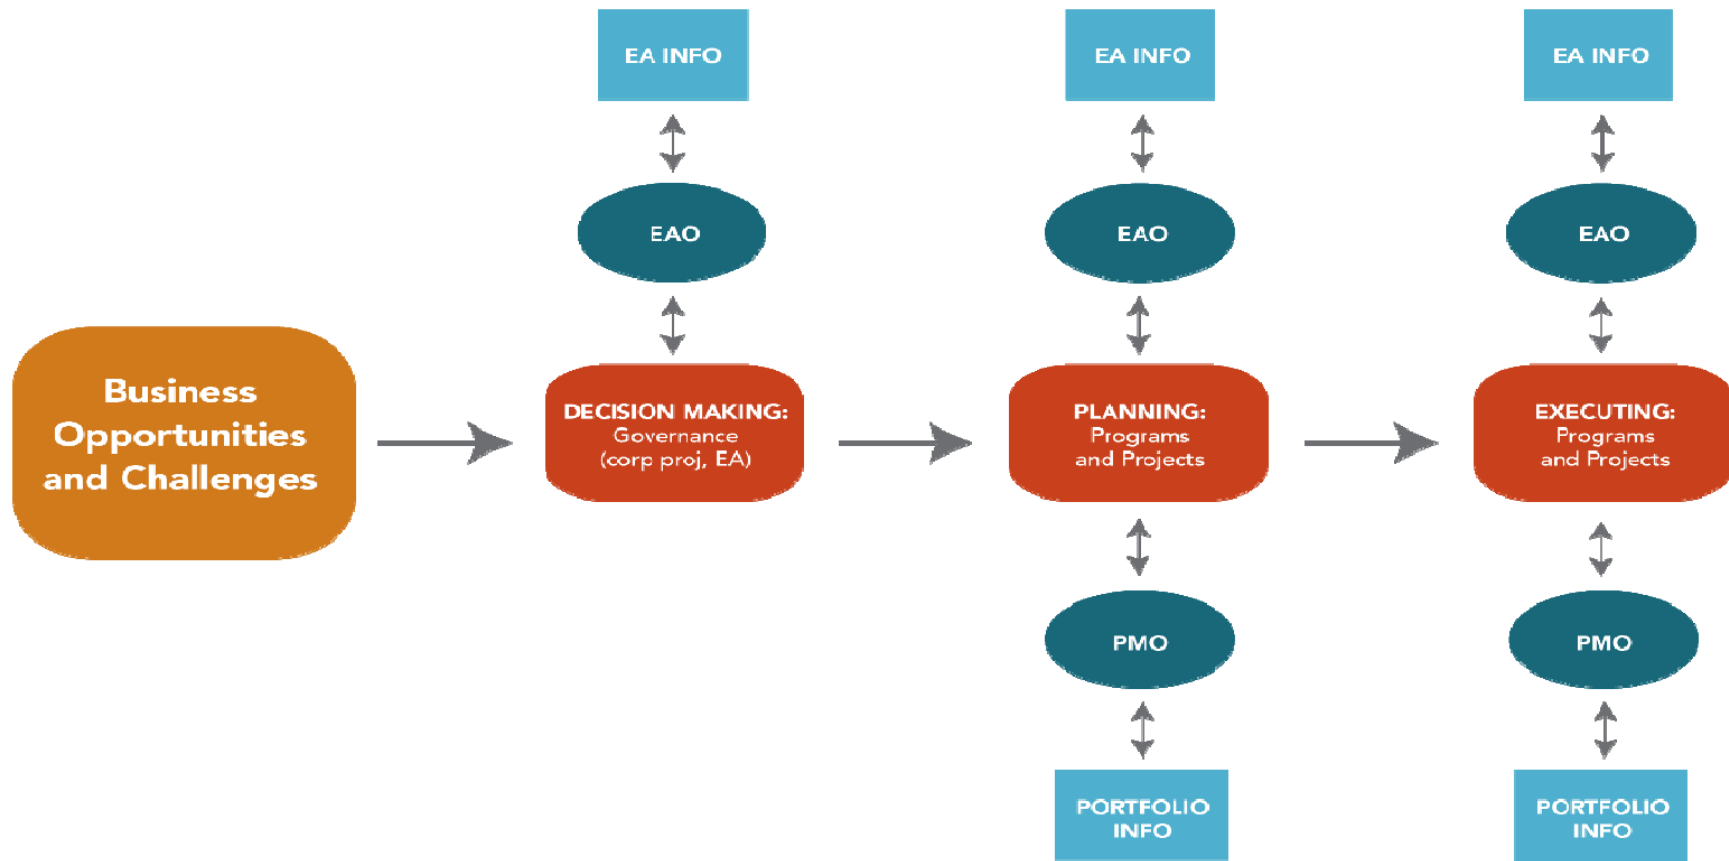 EA INFO
EA INFO
EA INFO
EAO
EAO
EAO
Business
Opportunities
and Challenges
DECISION MAKING:
Governance
(corp proj, EA)
PLANNING:
Programs
and Projects
EXECUTING:
Programs
and Projects
PMO
PMO
PORTFOLIO
INFO
PORTFOLIO
INFO